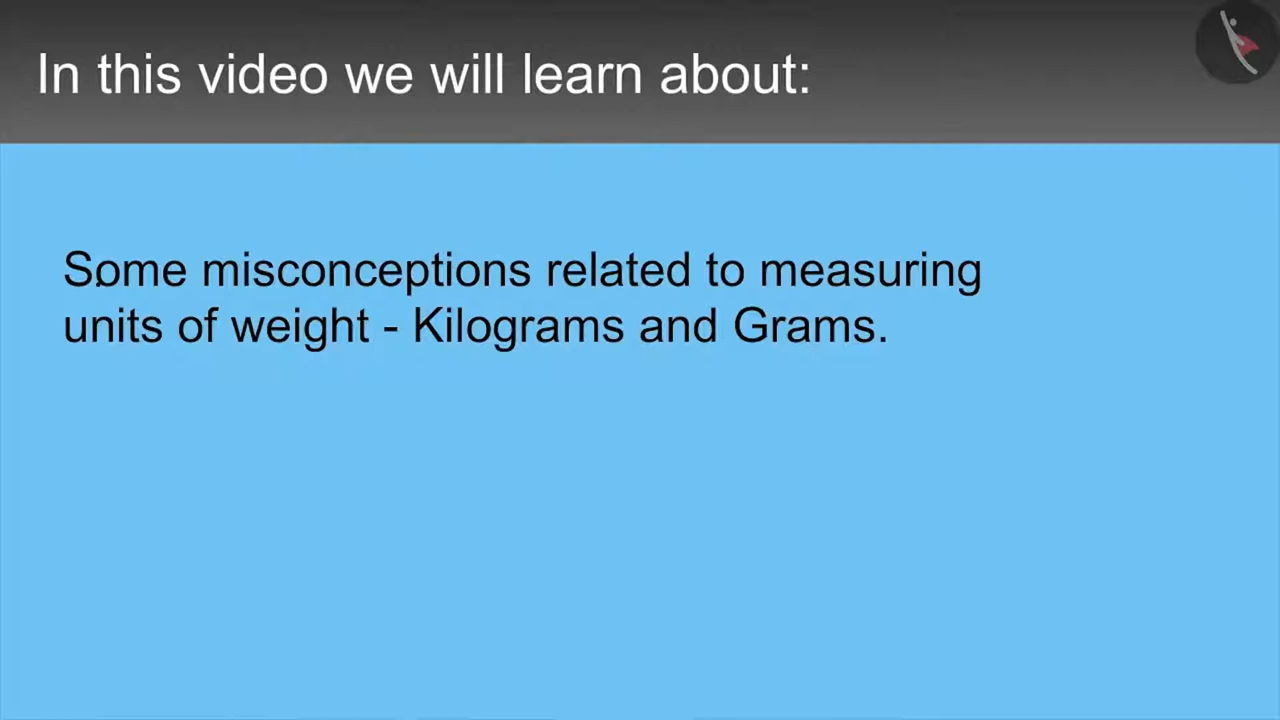 In this video we will learn about:
Some misconceptions related to measuring
units of weight - Kilograms and Grams.